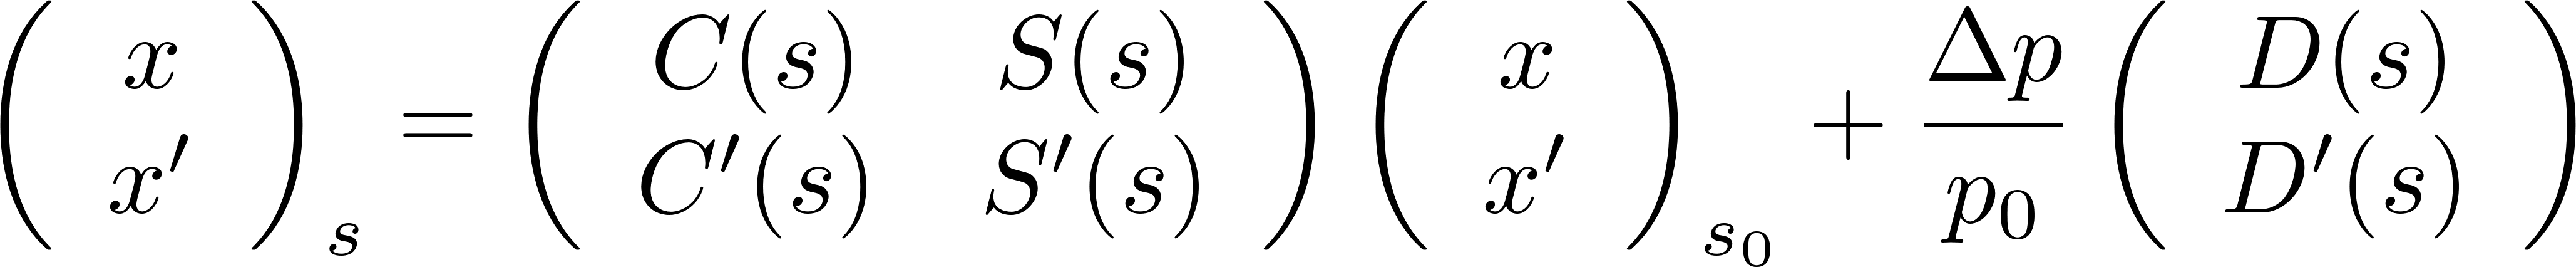 \begin{pmatrix} x \\ x' \end{pmatrix}_{s} = \begin{pmatrix} C(s) & S(s) \\ C'(s) & S'(s) \end{pmatrix} \begin{pmatrix} x \\ x' \end{pmatrix}_{s_0} + \frac{\Delta p}{p_0} \begin{pmatrix} D(s) \\ D'(s) \end{pmatrix}